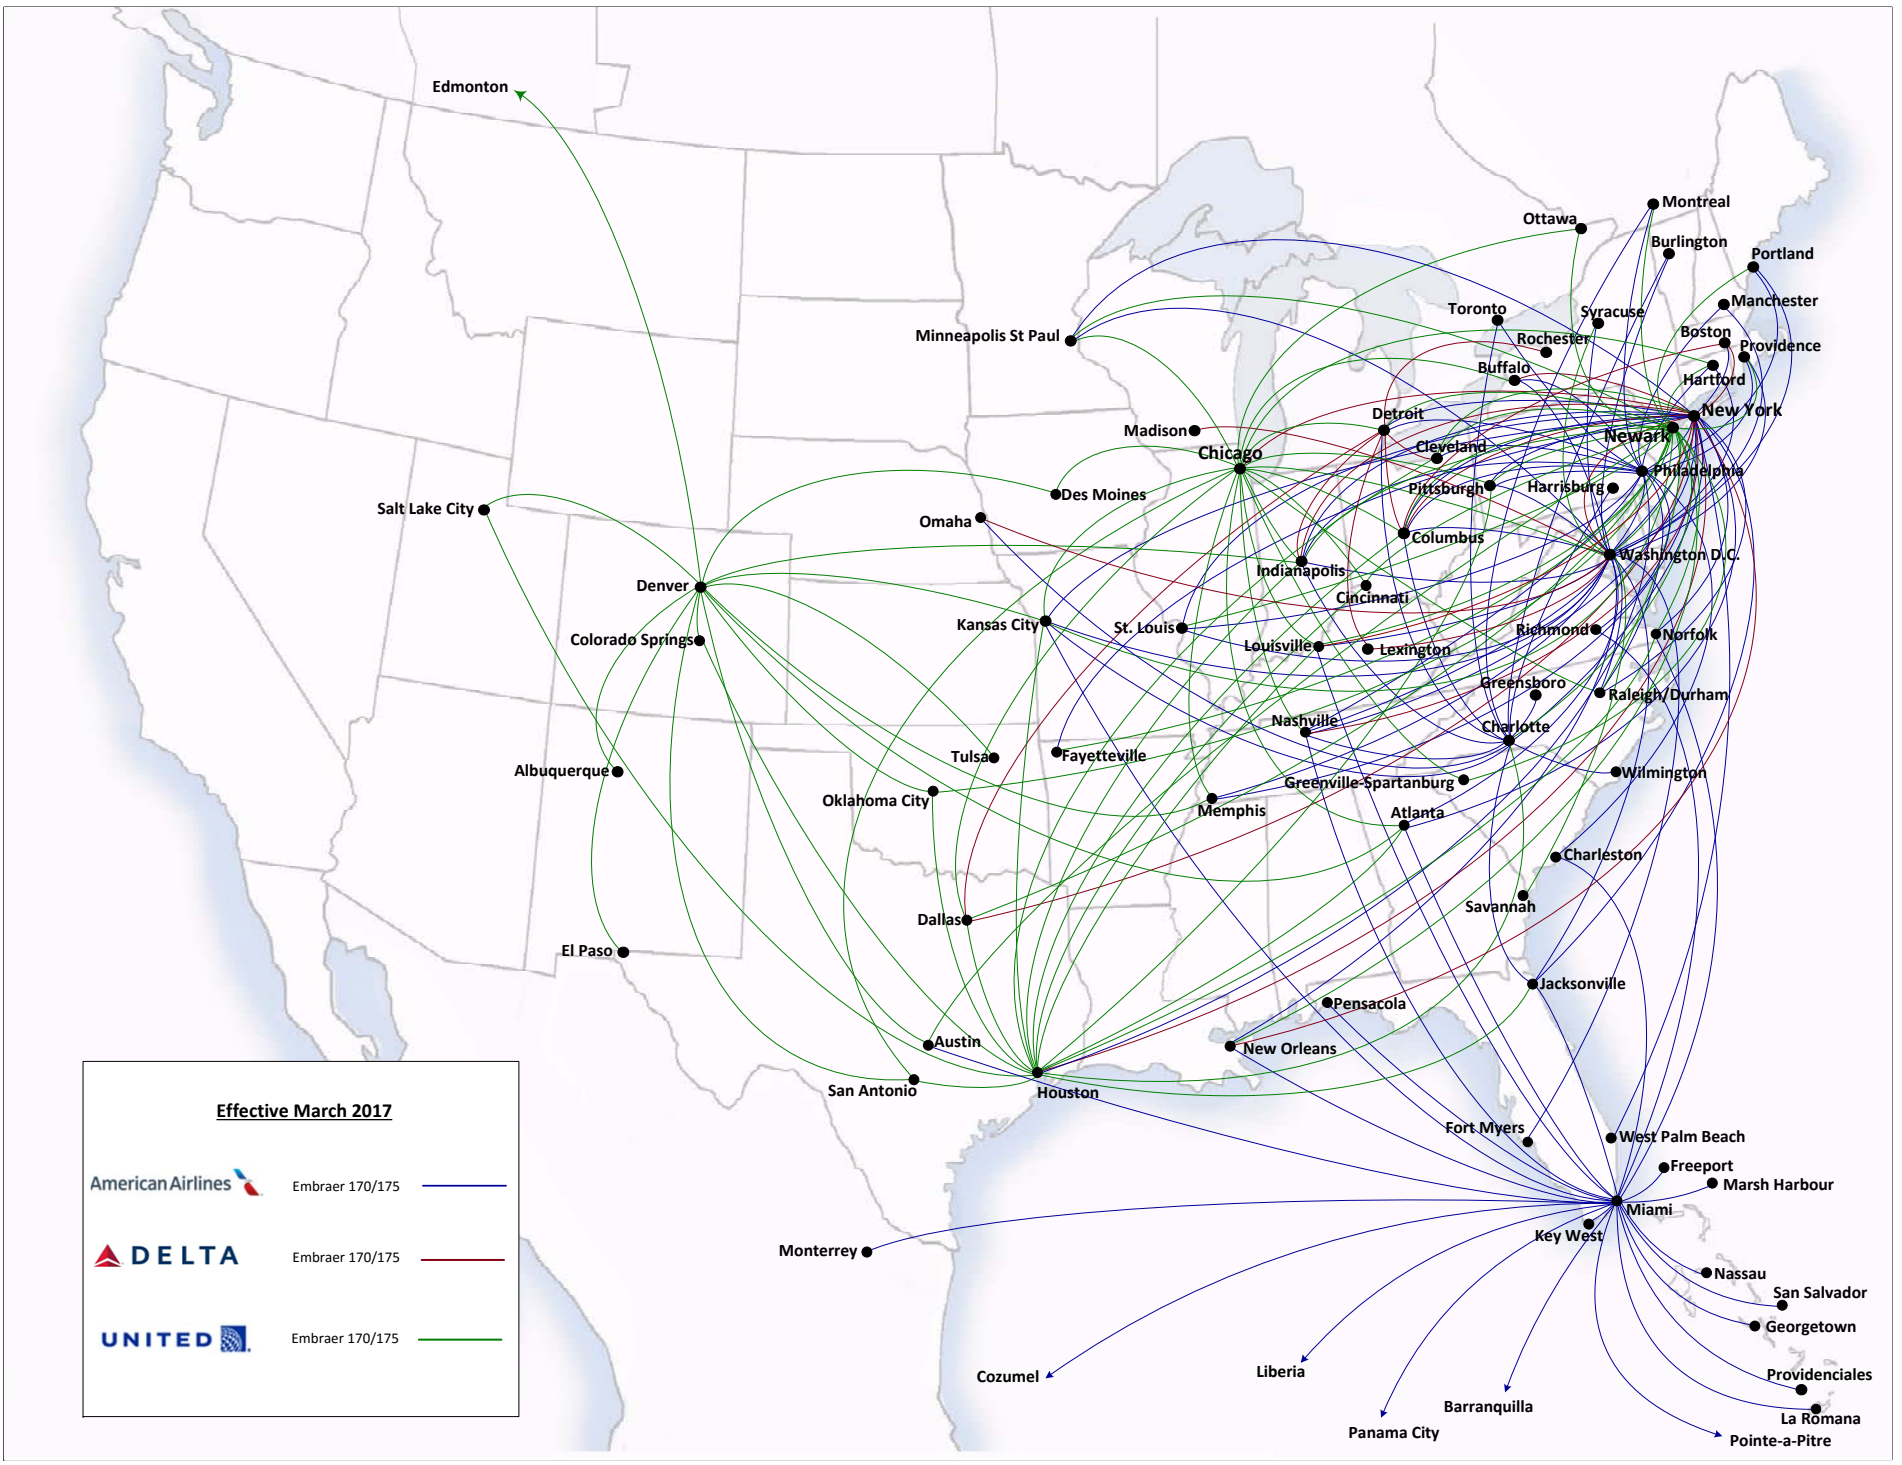 Edmonton
Montreal
Ottawa
Burlington
Portland
Manchester
Toronto
Syracuse
Boston
Minneapolis St Paul
Rochester
Providence
Buffalo
Hartford
Detroit
New York
Madison
Newark
Cleveland
Chicago
Philadelphia
Pittsburgh
Harrisburg
Des Moines
Salt Lake City
Omaha
Columbus
Washington D.C.
Indianapolis
Denver
Cincinnati
Kansas City
St. Louis
Richmond
Norfolk
Colorado Springs
Louisville
Lexington
Greensboro
Raleigh/Durham
Nashville
Charlotte
Tulsa
Fayetteville
Albuquerque
Wilmington
Greenville-Spartanburg
Oklahoma City
Memphis
Atlanta
Charleston
Savannah
Dallas
El Paso
Jacksonville
Pensacola
Austin
New Orleans
San Antonio
Houston
Fort Myers
West Palm Beach
Freeport
Marsh Harbour
Miami
Key West
Monterrey
Nassau
San Salvador
Georgetown
Cozumel
Liberia
Providenciales
Barranquilla
La Romana
Panama City
Pointe-a-Pitre
Effective March 2017
American Airlines
Embraer 170/175
DELTA
Embraer 170/175
UNITED
Embraer 170/175